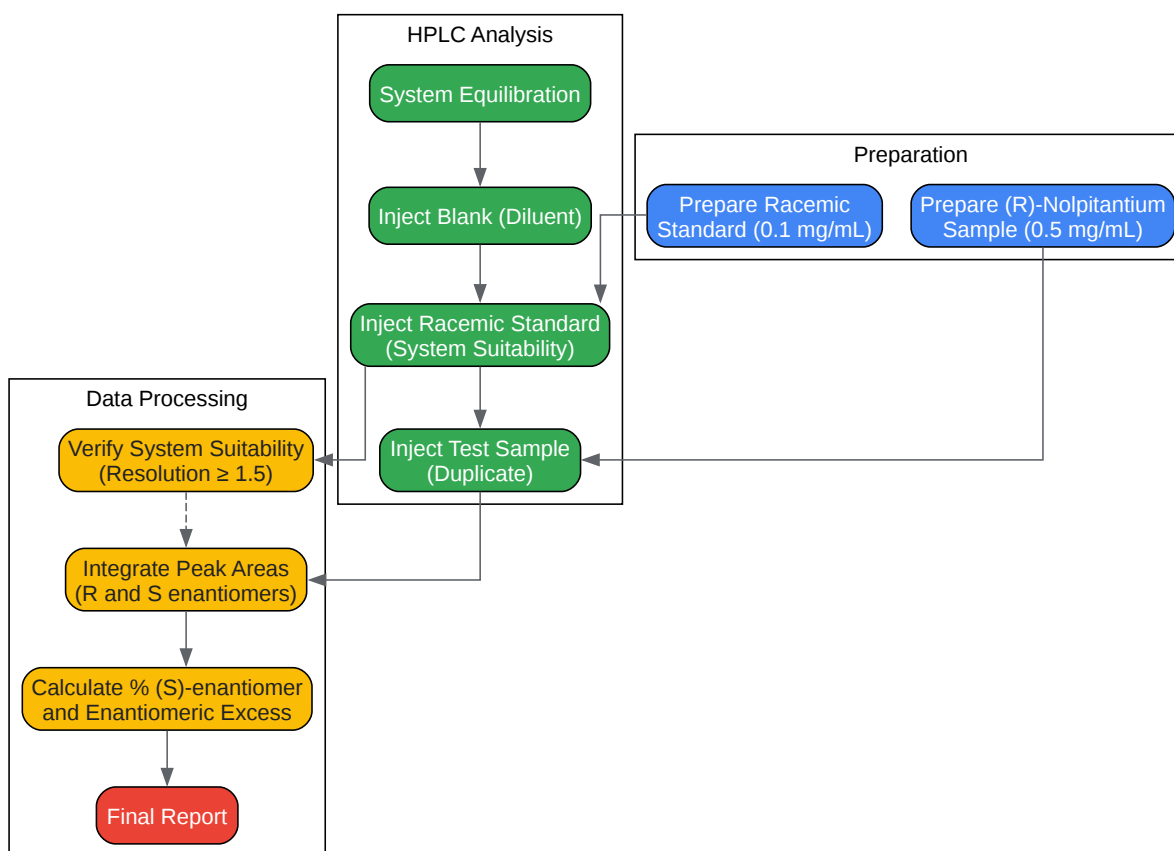 HPLC Analysis
System Equilibration
Inject Blank (Diluent)
Inject Racemic Standard
(System Suitability)
Inject Test Sample
(Duplicate)
Preparation
Prepare Racemic
Standard (0.1 mg/mL)
Prepare (R)-Nolpitantium
Sample (0.5 mg/mL)
Data Processing
Verify System Suitability
(Resolution ≥ 1.5)
Integrate Peak Areas
(R and S enantiomers)
Calculate % (S)-enantiomer
and Enantiomeric Excess
Final Report